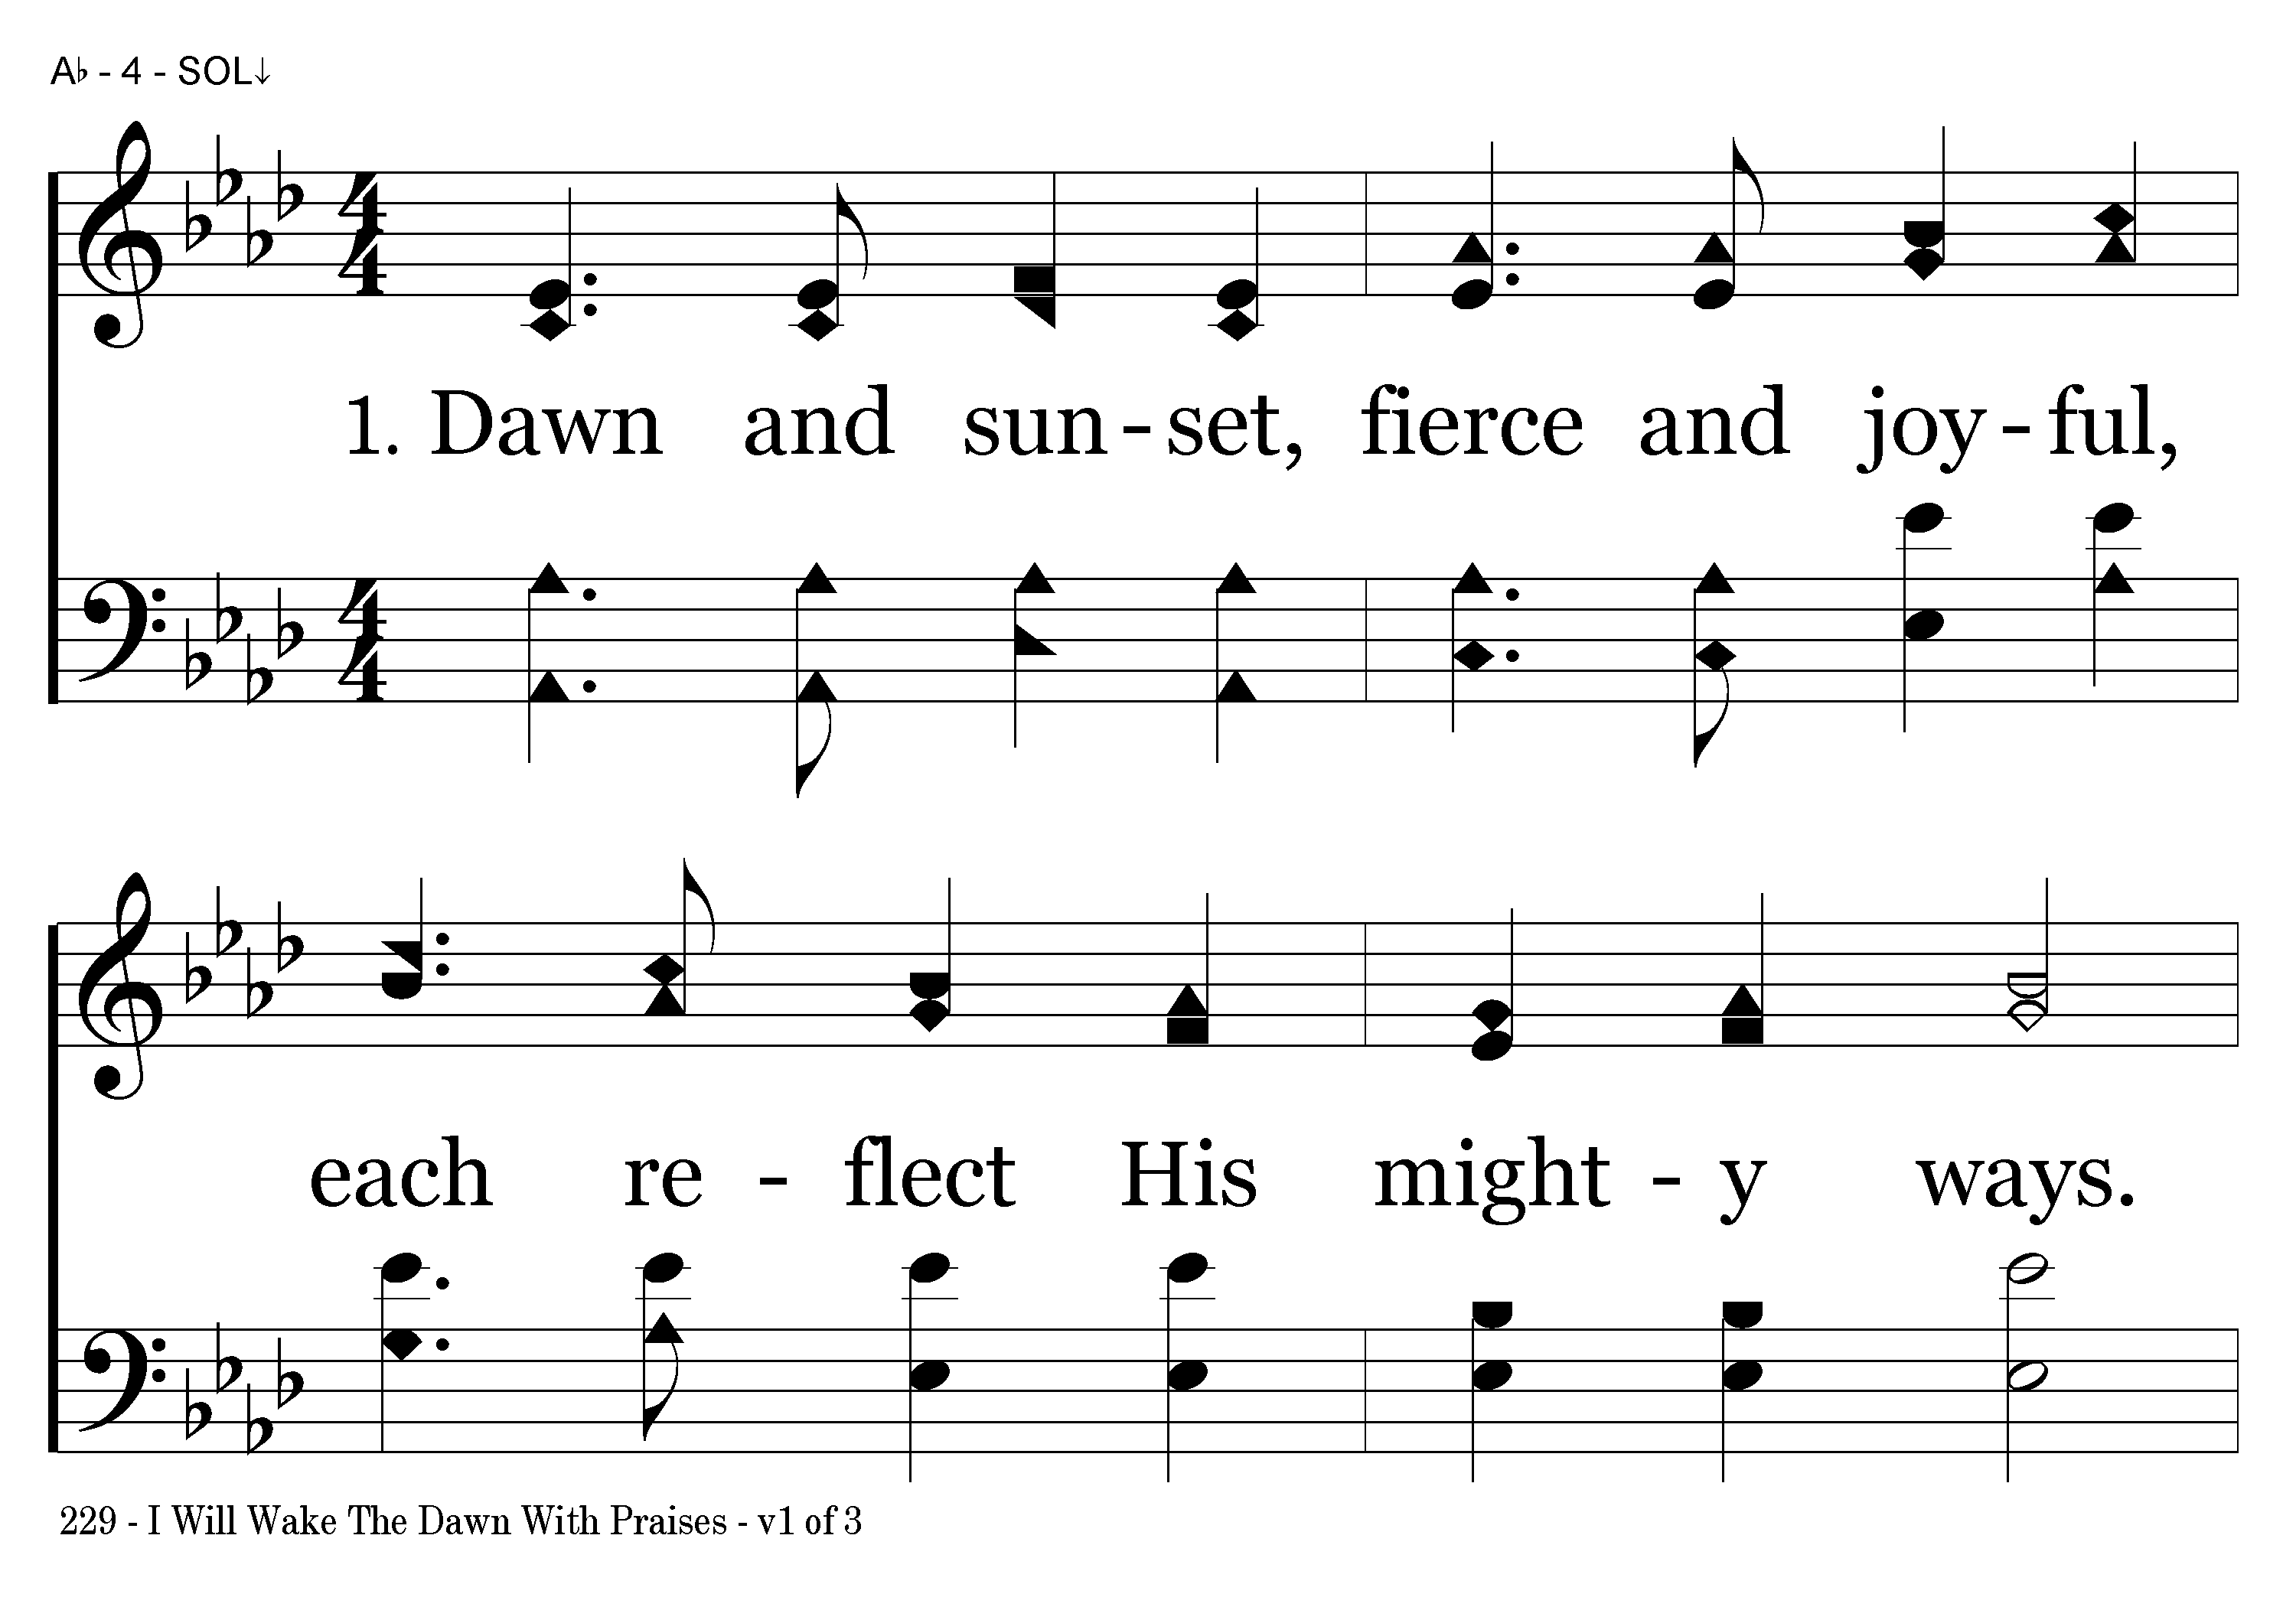 A♭ - 4 - SOL↓
1. Dawn and sun - set, fierce and joy - ful,
each re - flect His might - y ways.
229 - I Will Wake The Dawn With Praises - v1 of 3